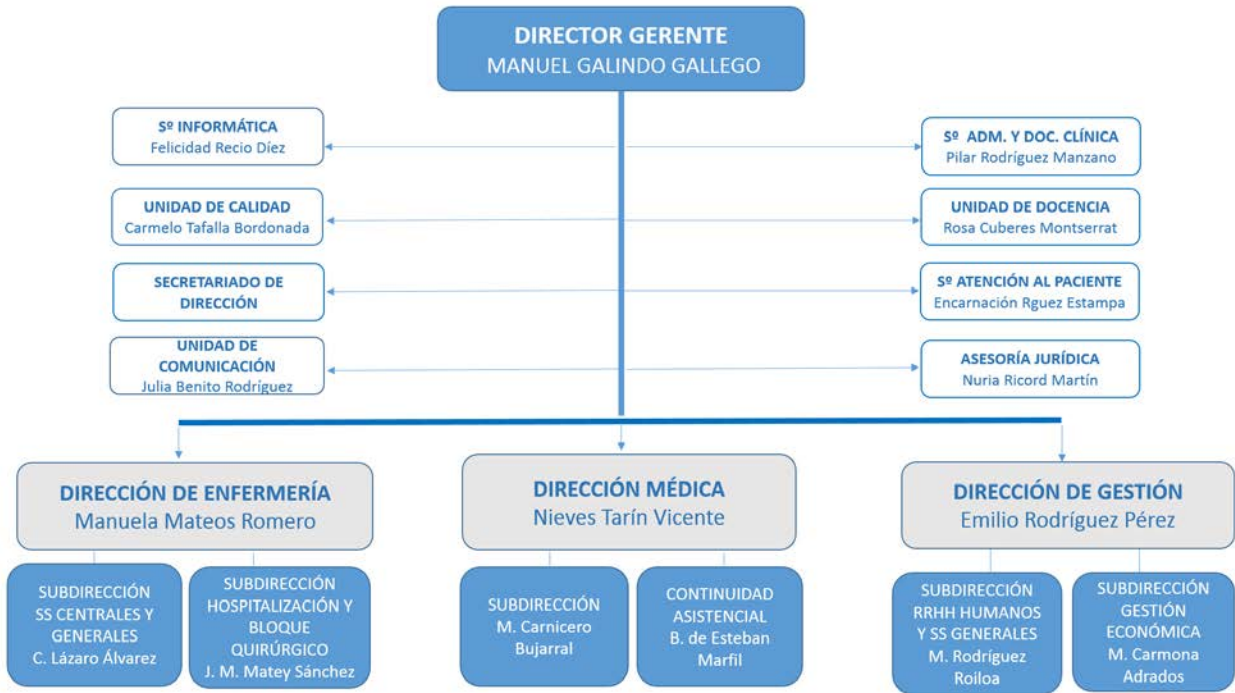 DIRECTOR GERENTE
MANUEL GALINDO GALLEGO
Sº INFORMÁTICA
Felicidad Recio Díez
Sº ADM. Y DOC. CLÍNICA
Pilar Rodríguez Manzano
UNIDAD DE CALIDAD
Carmelo Tafalla Bordonada
UNIDAD DE DOCENCIA
Rosa Cuberes Montserrat
SECRETARIADO DE
DIRECCIÓN
Sº ATENCIÓN AL PACIENTE
Encarnación Rguez Estampa
UNIDAD DE
COMUNICACIÓN
Julia Benito Rodríguez
ASESORÍA JURÍDICA
Nuria Ricord Martín
DIRECCIÓN DE ENFERMERÍA
Manuela Mateos Romero
DIRECCIÓN MÉDICA
Nieves Tarín Vicente
DIRECCIÓN DE GESTIÓN
Emilio Rodríguez Pérez
SUBDIRECCIÓN
SS CENTRALES Y
GENERALES
C. Lázaro Álvarez
SUBDIRECCIÓN
HOSPITALIZACIÓN Y
BLOQUE
QUIRÚRGICO
J. M. Matey Sánchez
SUBDIRECCIÓN
M. Carnicero
Bujarral
CONTINUIDAD
ASISTENCIAL
B. de Esteban
Marfil
SUBDIRECCIÓN
RRHH HUMANOS
Y SS GENERALES
M. Rodríguez
Roiloa
SUBDIRECCIÓN
GESTIÓN
ECONÓMICA
M. Carmona
Adrados